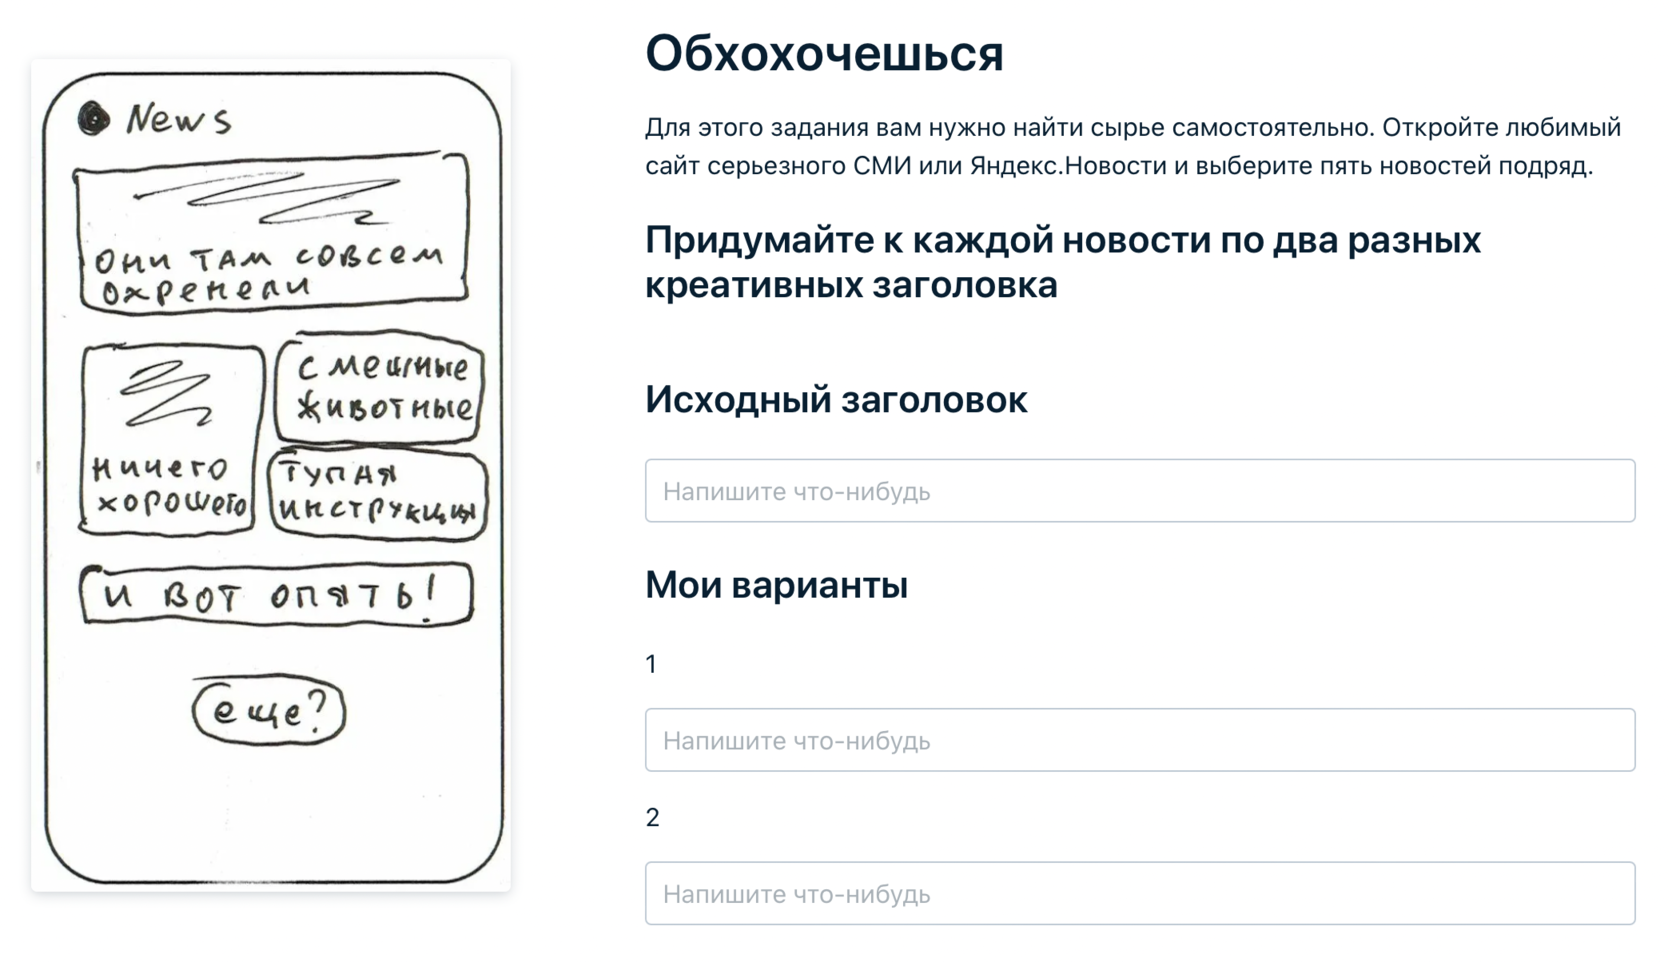 News
они там совсем
охренели
ничего
хорошего
смешные
животные
тупая
инструкция
и вот опять!
еще?
Обхохочешься
Для этого задания вам нужно найти сырье самостоятельно. Откройте любимый
сайт серьезного СМИ или Яндекс.Новости и выберите пять новостей подряд.
Придумайте к каждой новости по два разных
креативных заголовка
Исходный заголовок
Напишите что-нибудь
Мои варианты
1
Напишите что-нибудь
2
Напишите что-нибудь